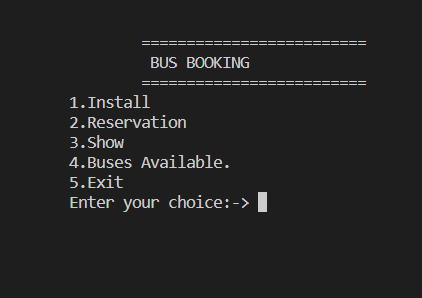 =========================
BUS BOOKING
=========================
1.Install
2.Reservation
3.Show
4.Buses Available.
5.Exit
Enter your choice:->